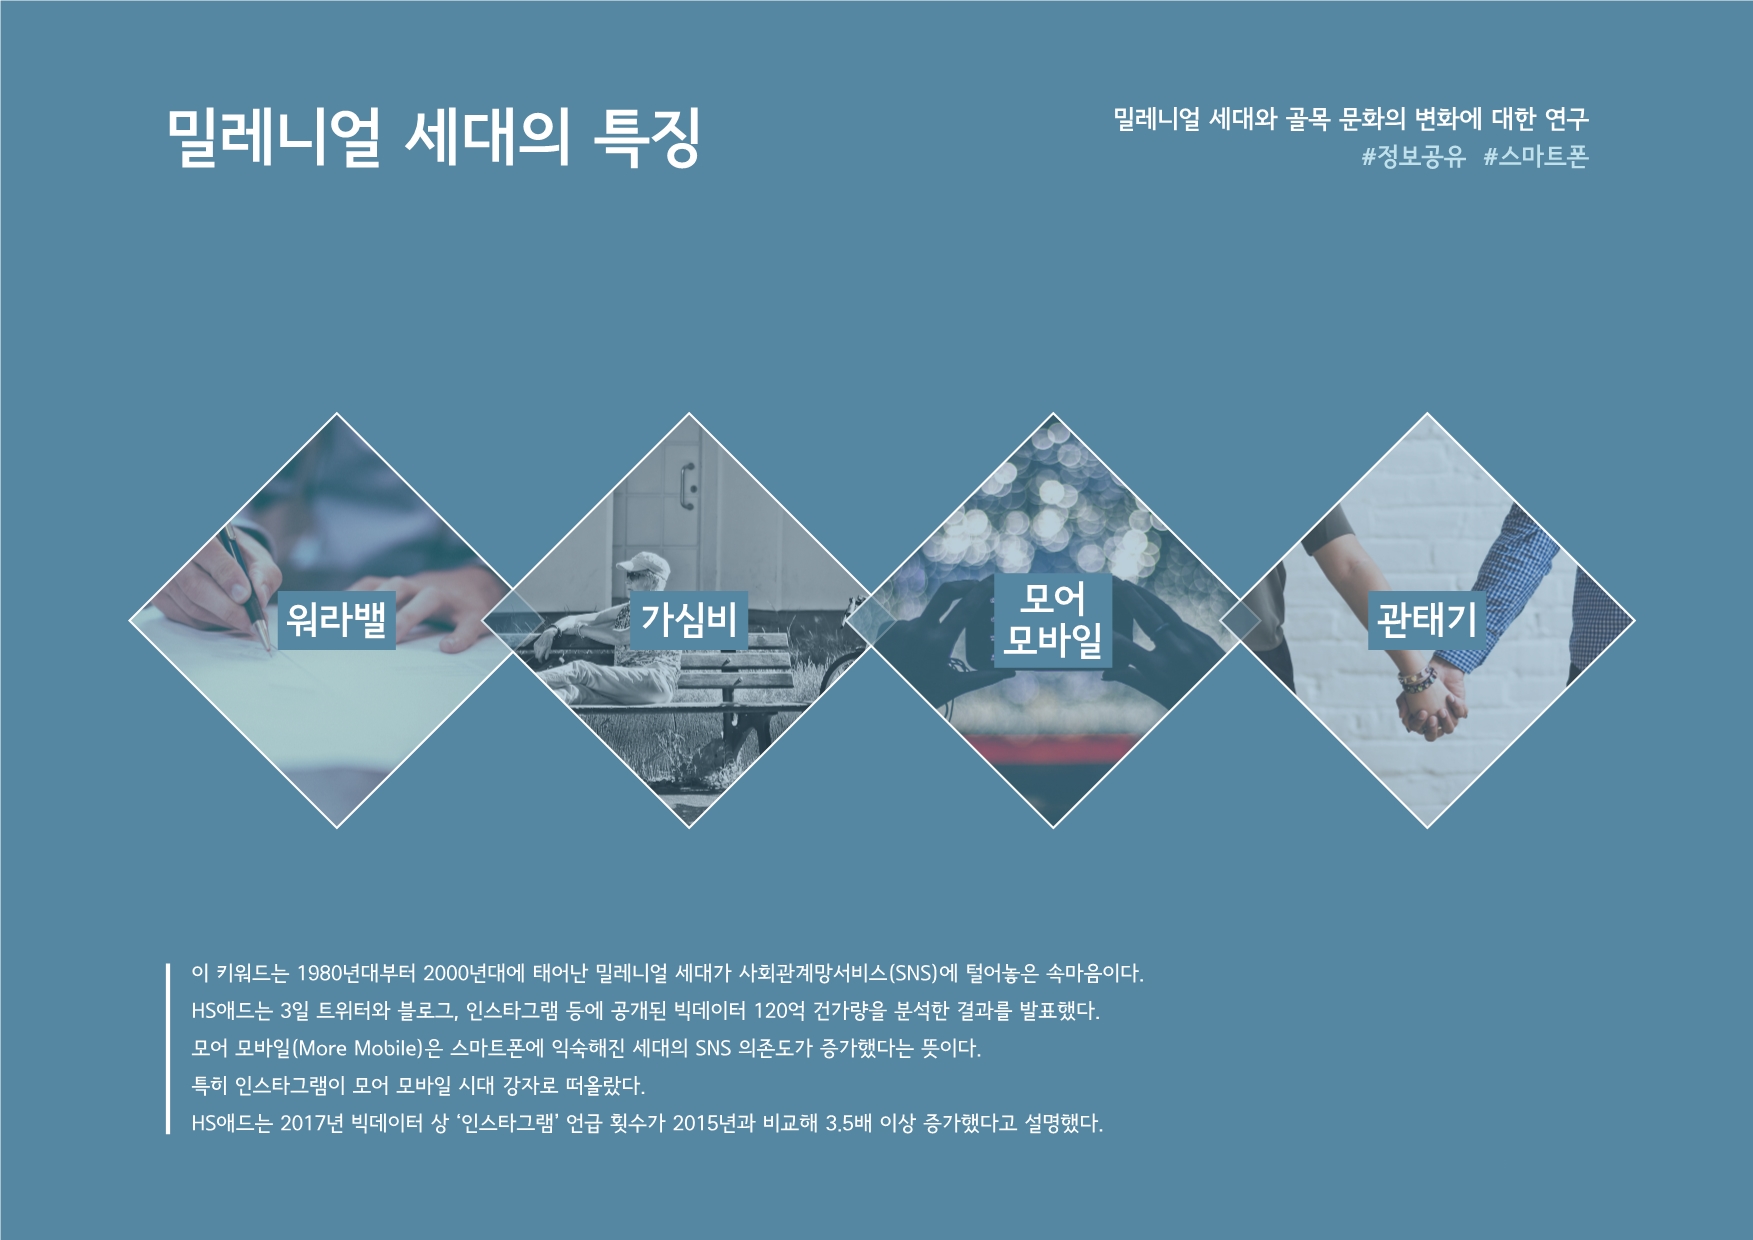 밀레니얼 세대의 특징
밀레니얼 세대와 골목 문화의 변화에 대한 연구
#정보공유 #스마트폰
워라밸
가심비
모어
모바일
관태기
이 키워드는 1980년대부터 2000년대에 태어난 밀레니얼 세대가 사회관계망서비스(SNS)에 털어놓은 속마음이다.
HS애드는 3일 트위터와 블로그, 인스타그램 등에 공개된 빅데이터 120억 건가량을 분석한 결과를 발표했다.
모어 모바일(More Mobile)은 스마트폰에 익숙해진 세대의 SNS 의존도가 증가했다는 뜻이다.
특히 인스타그램이 모어 모바일 시대 강자로 떠올랐다.
HS애드는 2017년 빅데이터 상 ‘인스타그램’ 언급 횟수가 2015년과 비교해 3.5배 이상 증가했다고 설명했다.